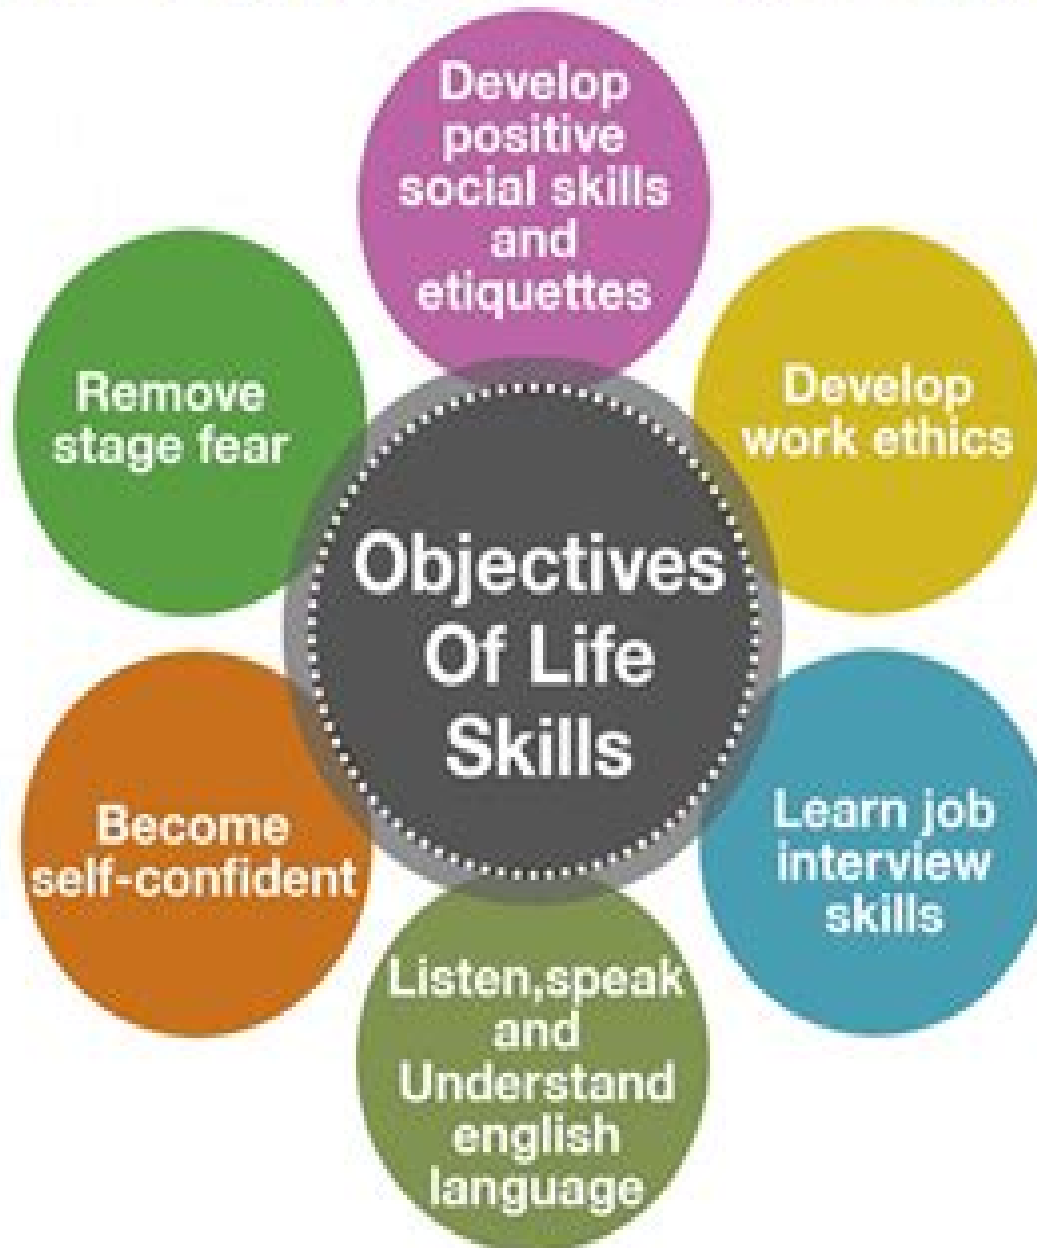 Develop
positive
social skills
and
etiquettes
Develop
work ethics
Learn job
interview
skills
Listen,speak
and
Understand
english
language
Become
self-confident
Remove
stage fear
Objectives
Of Life
Skills